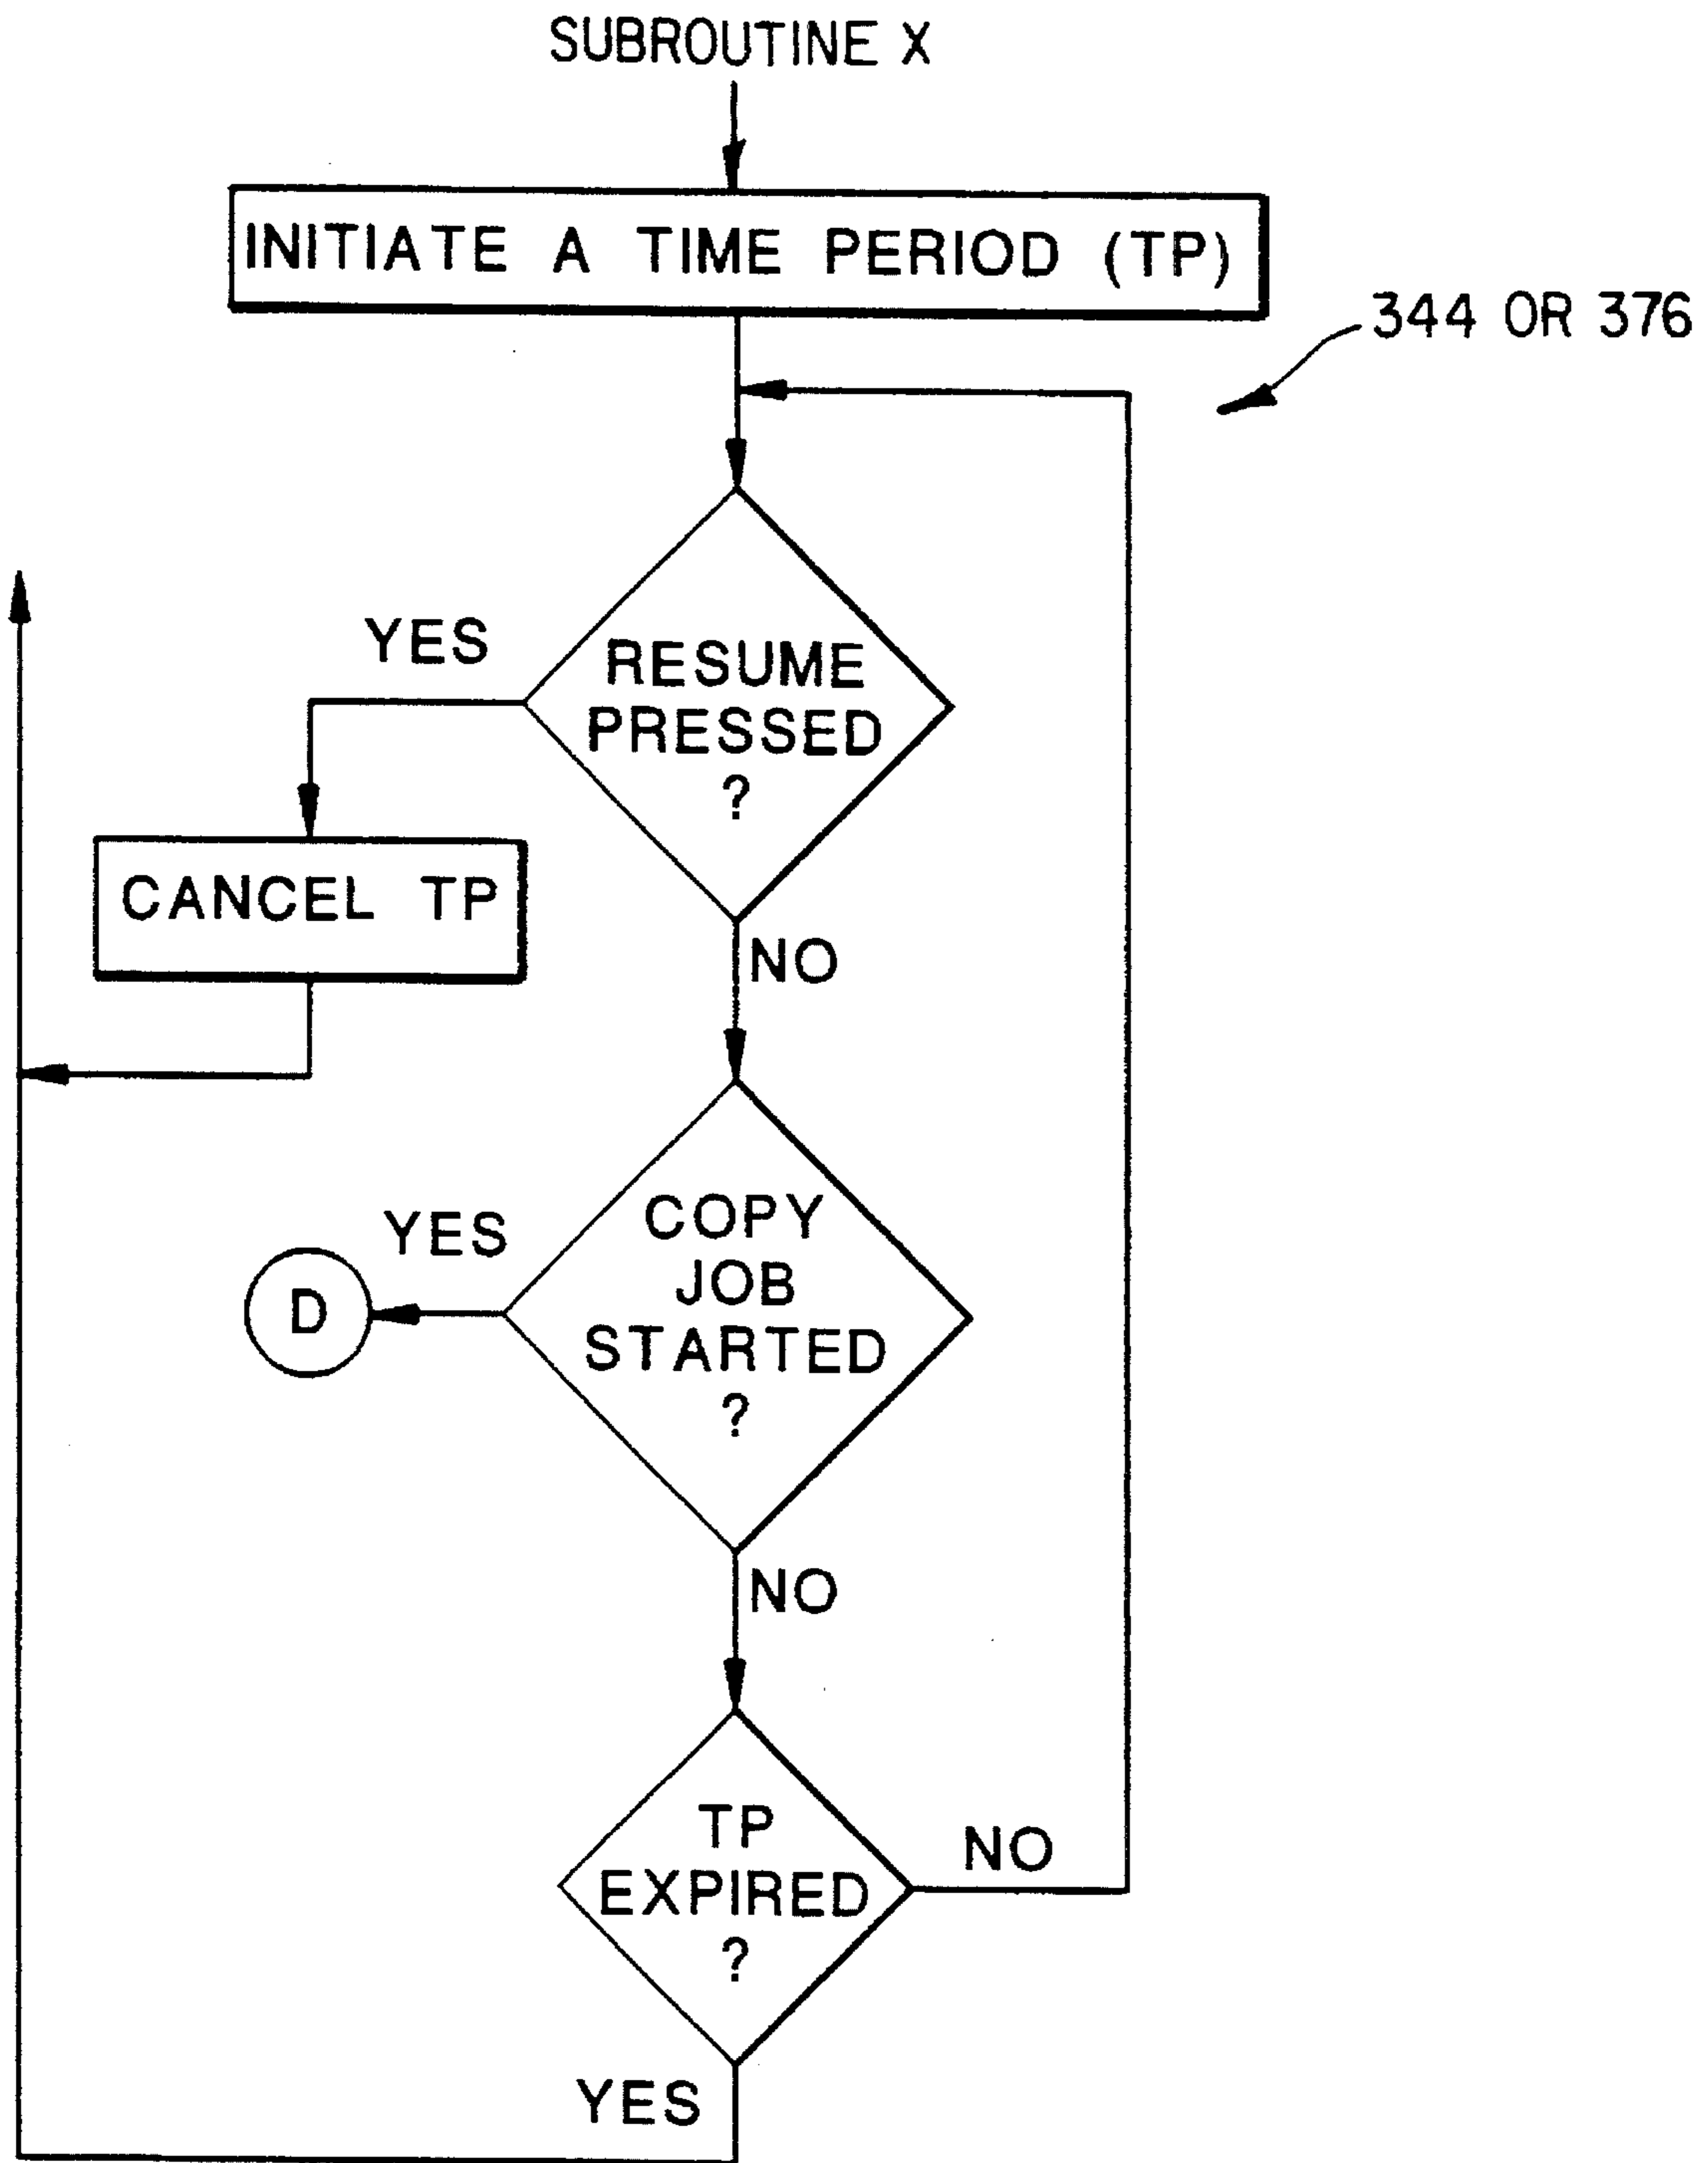 SUBROUTINE X
INITIATE A TIME PERIOD (TP)
344 OR 376
YES
RESUME
PRESSED
?
CANCEL TP
NO
YES
COPY
JOB
STARTED
?
D
NO
TP
EXPIRED
?
NO
YES